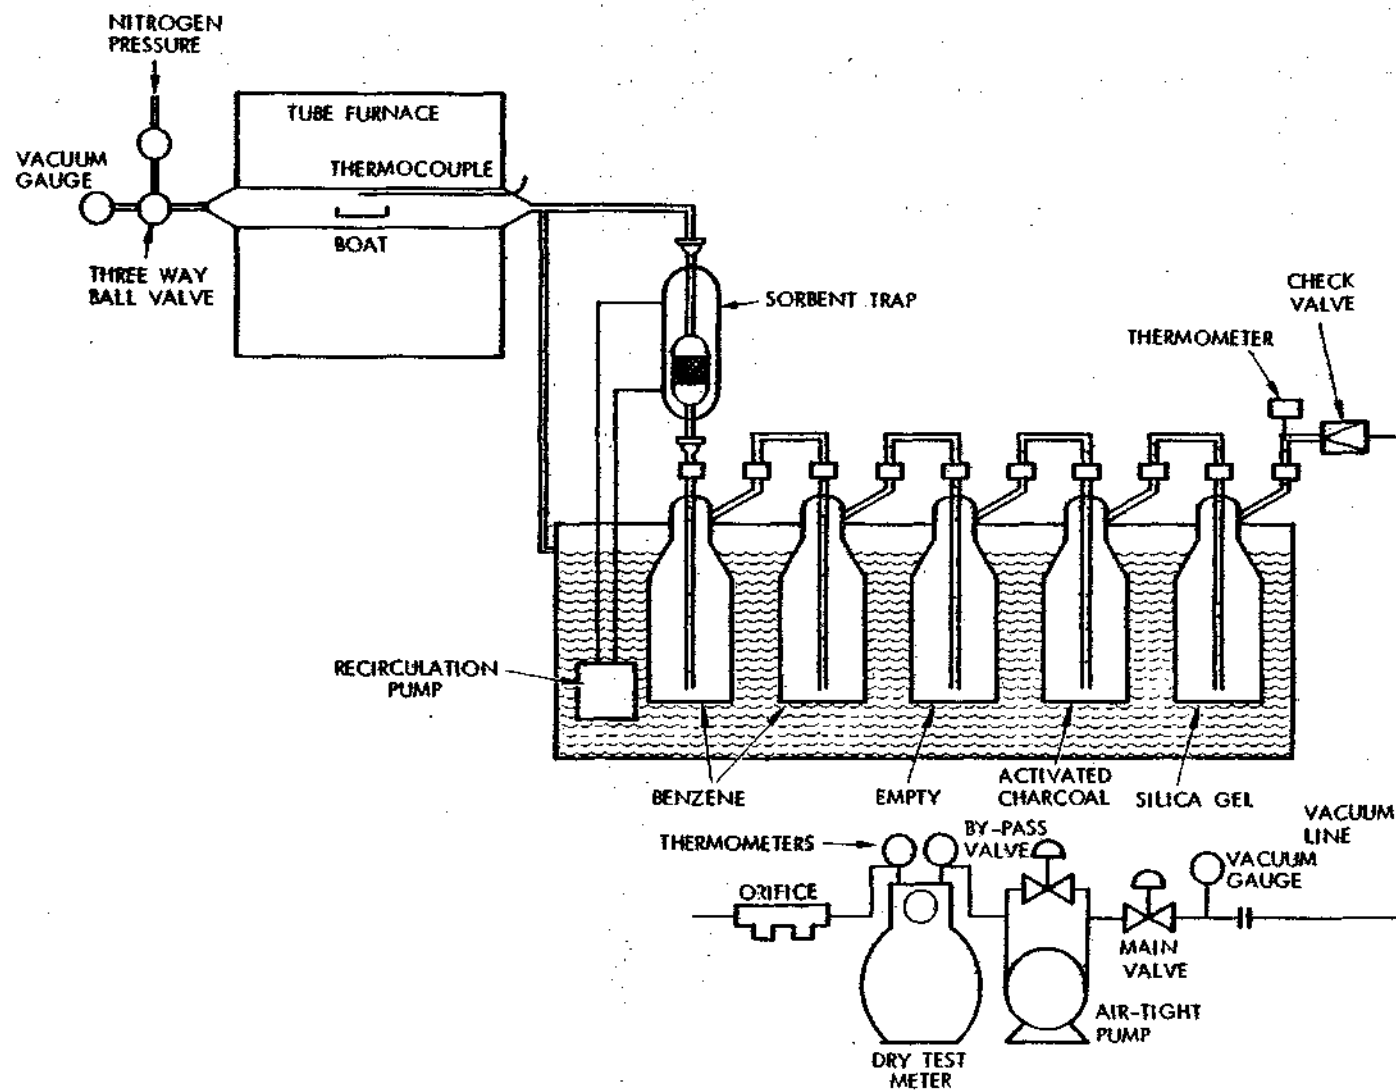 NITROGEN
PRESSURE
TUBE FURNACE
VACUUM
GAUGE
THERMOCOUPLE
BOAT
THREE WAY
BALL VALVE
SORBENT TRAP
CHECK
VALVE
THERMOMETER
RECIRCULATION
PUMP
BENZENE
EMPTY
ACTIVATED
CHARCOAL
SILICA GEL
VACUUM
LINE
THERMOMETERS
BY-PASS
VALVE
VACUUM
GAUGE
ORIFICE
MAIN
VALVE
AIR-TIGHT
PUMP
DRY TEST
METER